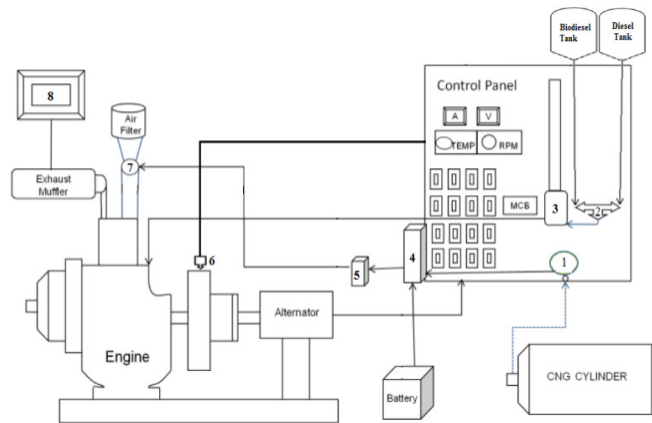 Biodiesel
Tank
Diesel
Tank
8
Air
Filter
Control Panel
A
V
TEMP
RPM
Exhaust
Muffler
7
MCB
3
2
6
5
4
1
Alternator
Engine
Battery
CNG CYLINDER